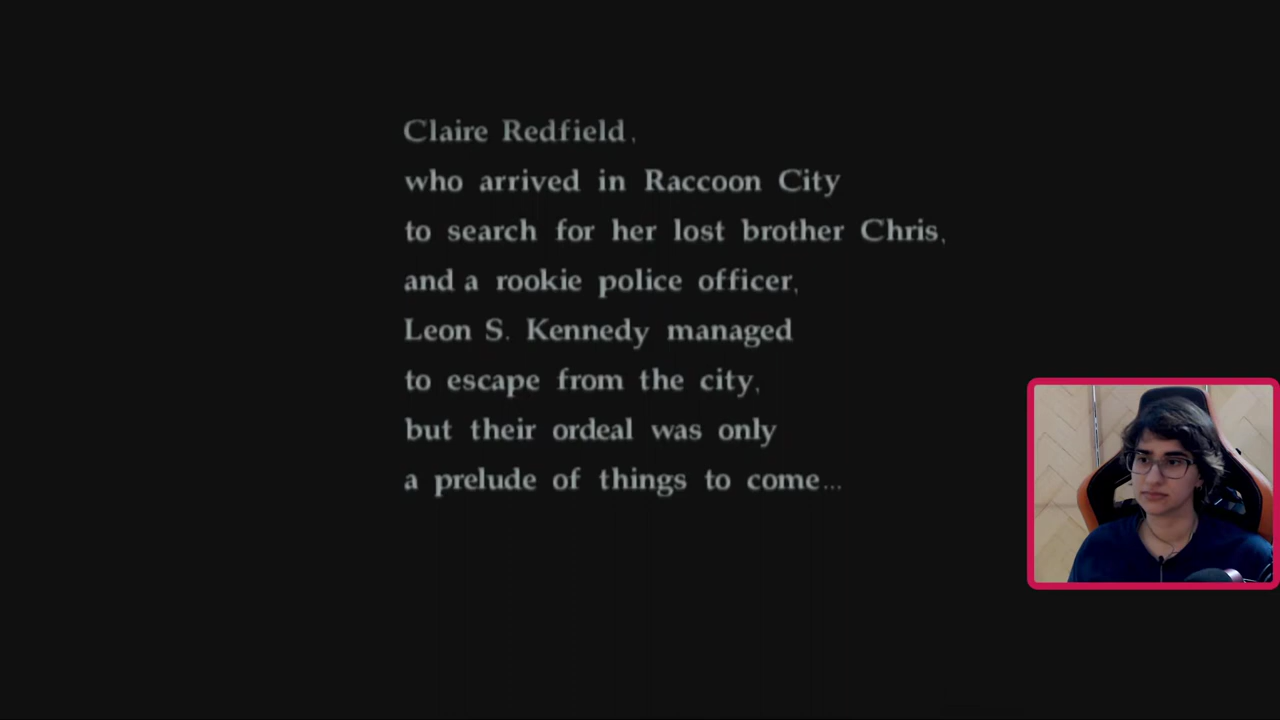 Claire Redfield,
who arrived in Raccoon City
to search for her lost brother Chris,
and a rookie police officer,
Leon S. Kennedy managed
to escape from the city,
but their ordeal was only
a prelude of things to come...